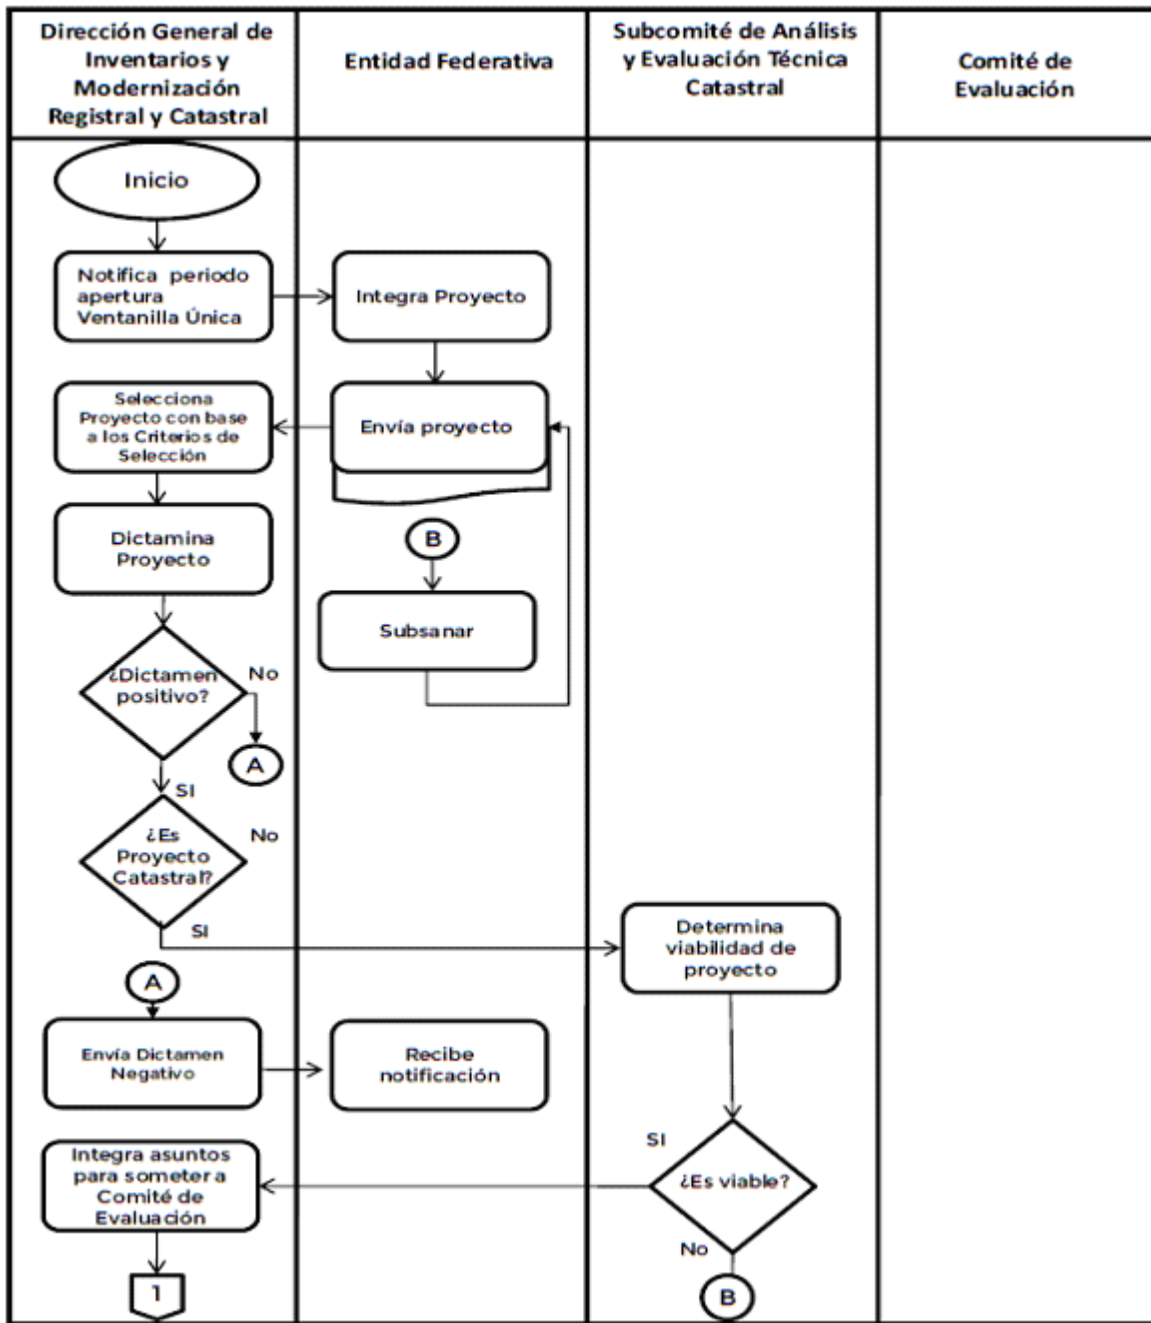 Dirección General de
Inventarios y
Modernización
Registral y Catastral
Entidad Federativa
Subcomité de Análisis
y Evaluación Técnica
Catastral
Comité de
Evaluación
Inicio
Notifica periodo
apertura
Ventanilla Única
Integra Proyecto
Selecciona
Proyecto con base
a los Criterios de
Selección
Envía proyecto
Dictamina
Proyecto
B
Subsanar
¿Dictamen
positivo?
No
A
SI
¿Es
Proyecto
Catastral?
No
SI
Determina
viabilidad de
proyecto
A
Envía Dictamen
Negativo
Recibe
notificación
Integra asuntos
para someter a
Comité de
Evaluación
SI
¿Es viable?
No
1
B